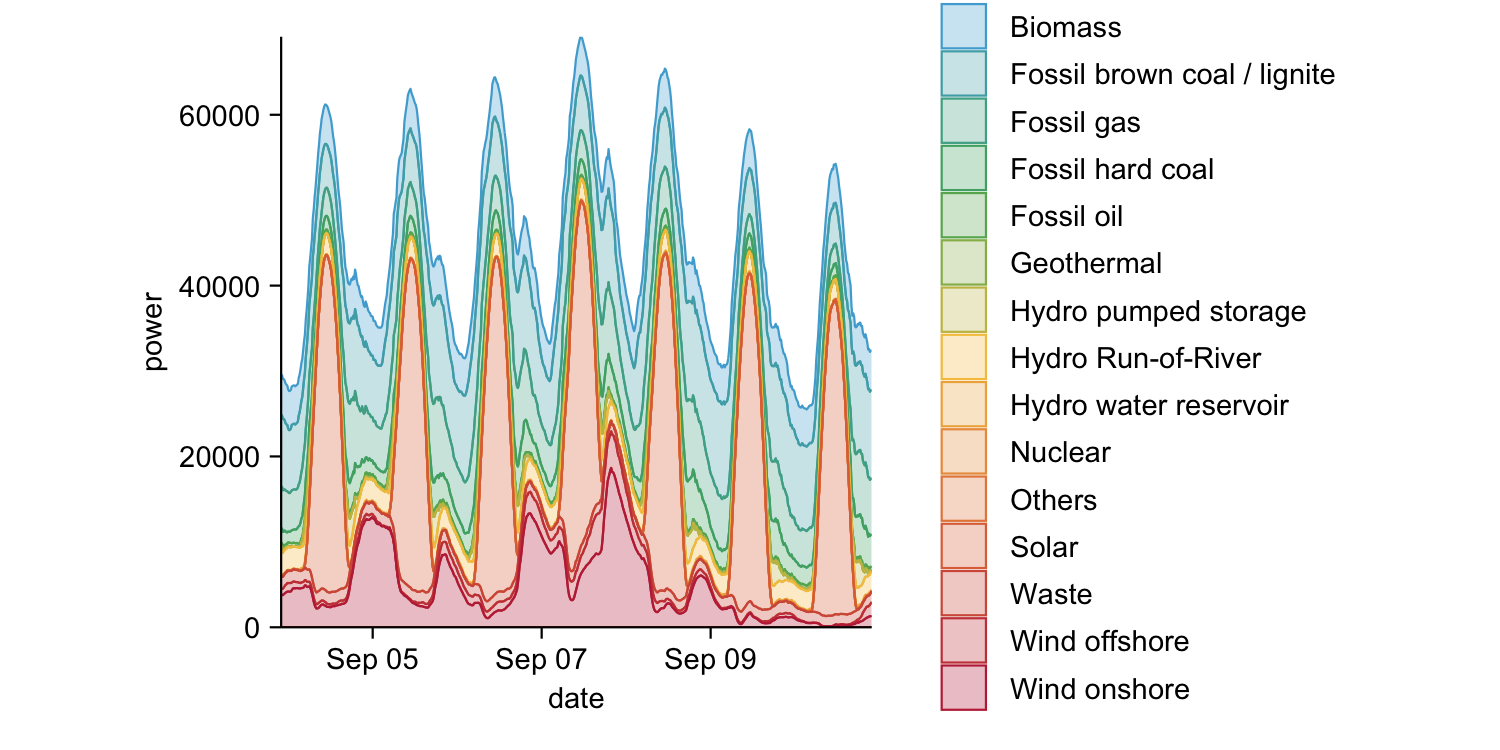 60000
40000
20000
0
power
Sep 05
Sep 07
Sep 09
date
Biomass
Fossil brown coal / lignite
Fossil gas
Fossil hard coal
Fossil oil
Geothermal
Hydro pumped storage
Hydro Run-of-River
Hydro water reservoir
Nuclear
Others
Solar
Waste
Wind offshore
Wind onshore